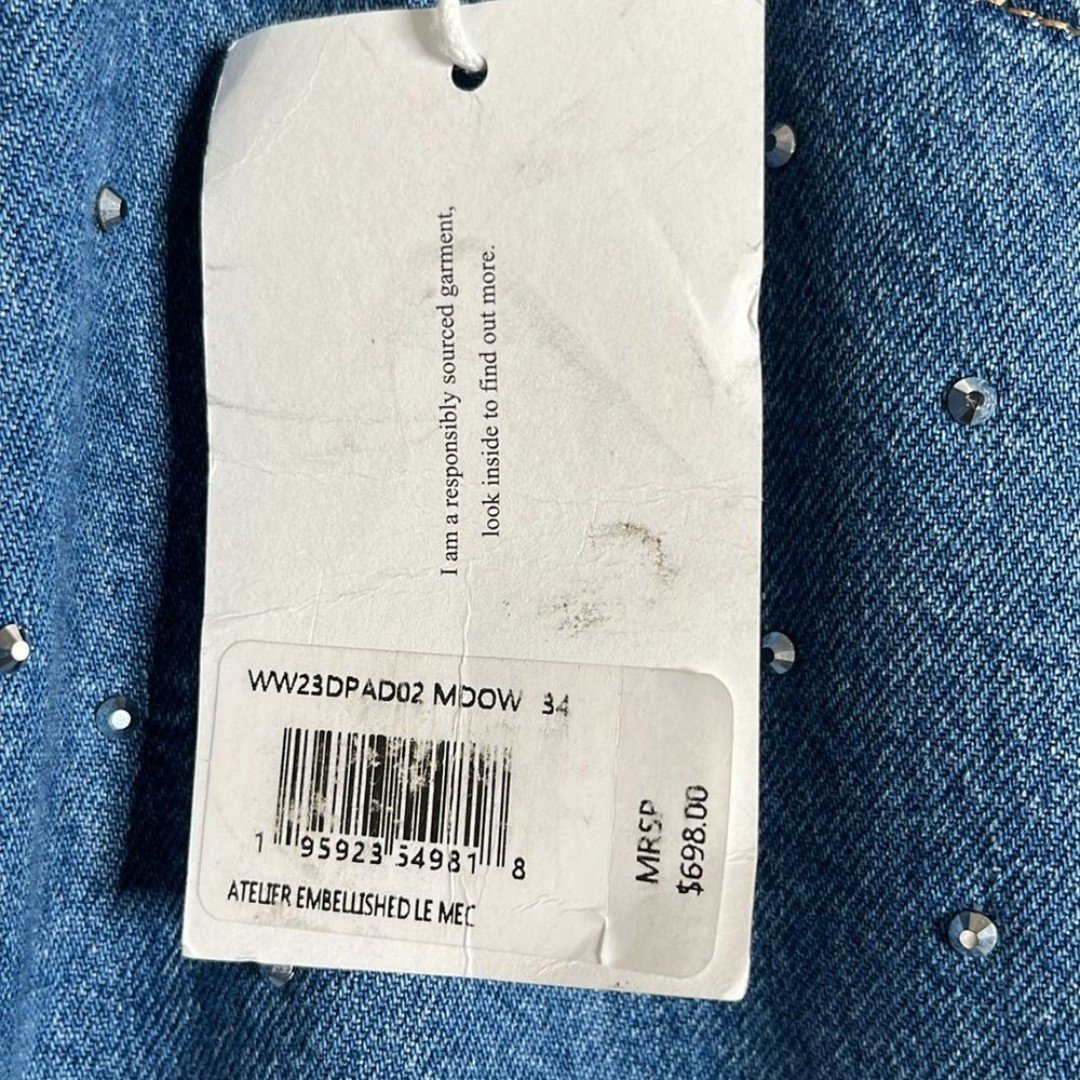 I am a responsibly sourced garment,
look inside to find out more.
WW23DPAD02 MDOW 34
1 95923 54981 8
ATELIER EMBELLISHED LE MEC
MRSP
$698.00